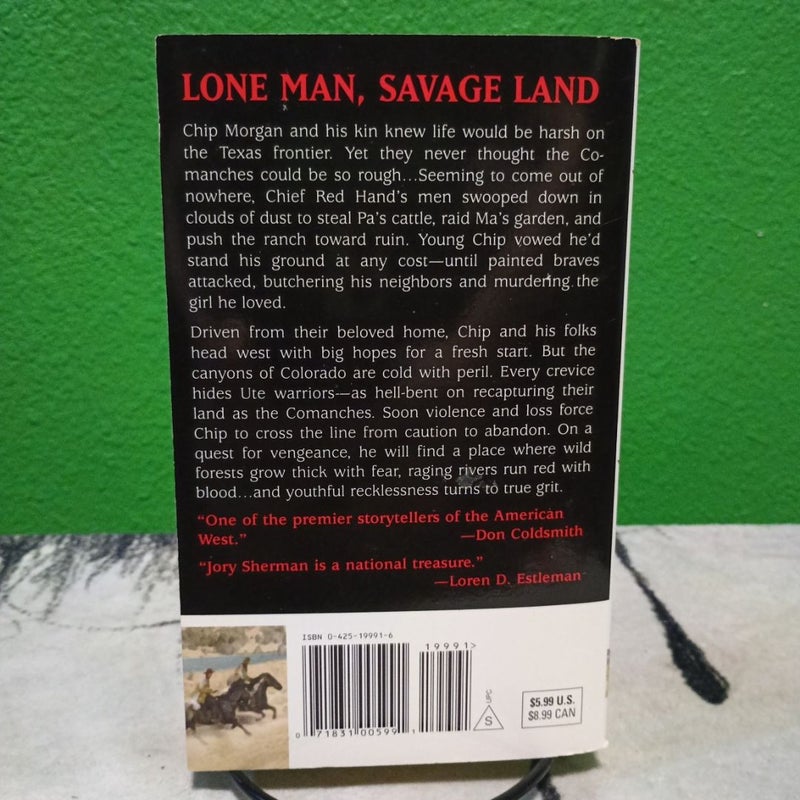 LONE MAN, SAVAGE LAND
Chip Morgan and his kin knew life would be harsh on
the Texas frontier. Yet they never thought the Co-
manches could be so rough...Seeming to come out of
nowhere, Chief Red Hand's men swooped down in
clouds of dust to steal Pa's cattle, raid Ma's garden, and
push the ranch toward ruin. Young Chip vowed he'd
stand his ground at any cost—until painted braves
attacked, butchering his neighbors and murdering the
girl he loved.
Driven from their beloved home, Chip and his folks
head west with big hopes for a fresh start. But the
canyons of Colorado are cold with peril. Every crevice
hides Ute warriors—as hell-bent on recapturing their
land as the Comanches. Soon violence and loss force
Chip to cross the line from caution to abandon. On a
quest for vengeance, he will find a place where wild
forests grow thick with fear, raging rivers run red with
blood...and youthful recklessness turns to true grit.
"One of the premier storytellers of the American
West." —Don Coldsmith
"Jory Sherman is a national treasure."
—Loren D. Estleman
ISBN 0-425-19991-6
19991>
0 71831 00599 1
S UPC
$5.99 U.S.
$8.99 CAN